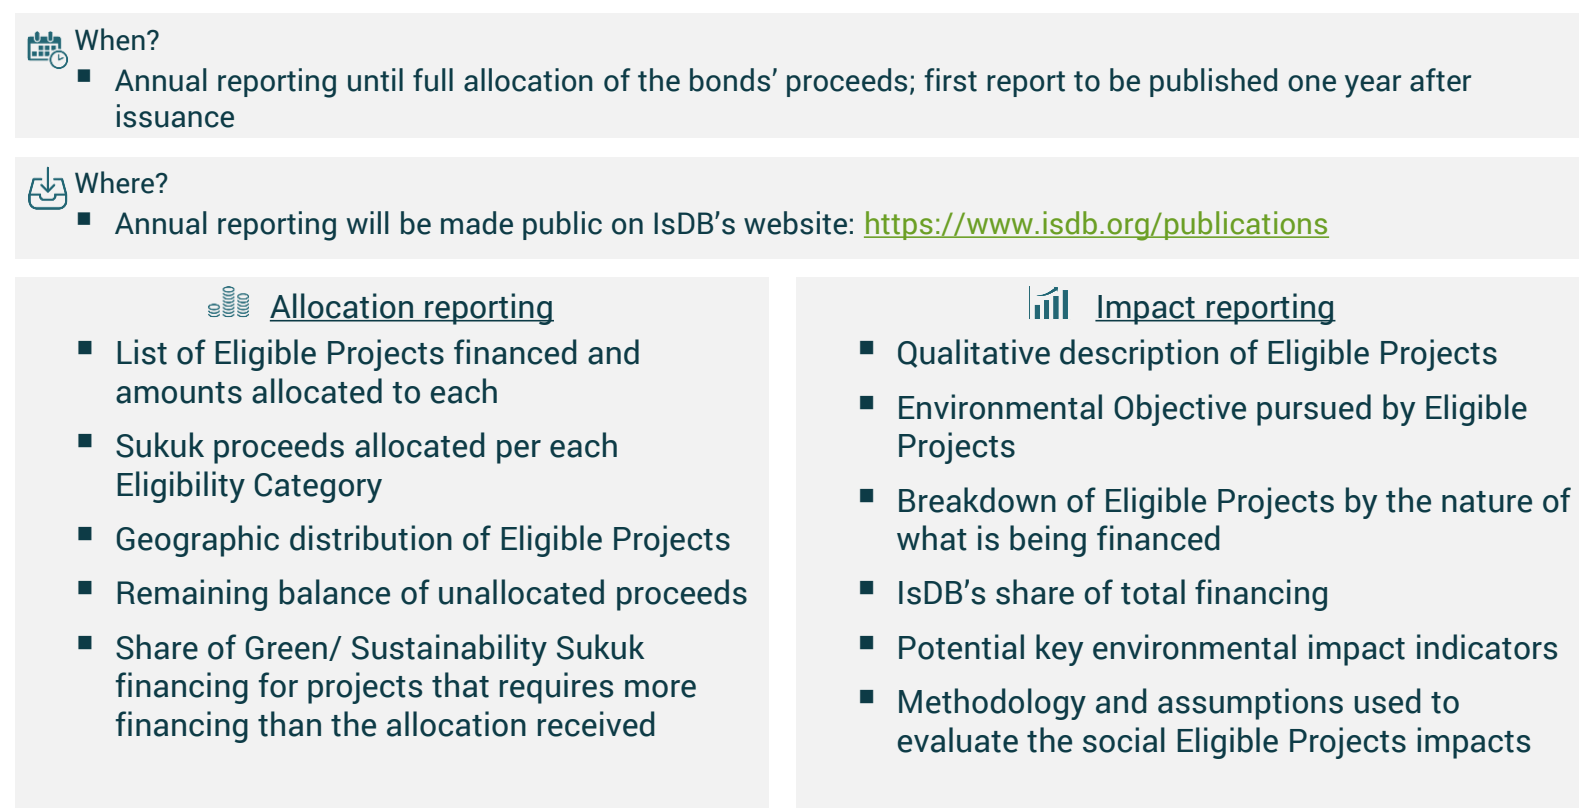 When?
■ Annual reporting until full allocation of the bonds’ proceeds; first report to be published one year after
issuance
Where?
■ Annual reporting will be made public on IsDB’s website: https://www.isdb.org/publications
Allocation reporting
■ List of Eligible Projects financed and
amounts allocated to each
■ Sukuk proceeds allocated per each
Eligibility Category
■ Geographic distribution of Eligible Projects
■ Remaining balance of unallocated proceeds
■ Share of Green/ Sustainability Sukuk
financing for projects that requires more
financing than the allocation received
Impact reporting
■ Qualitative description of Eligible Projects
■ Environmental Objective pursued by Eligible
Projects
■ Breakdown of Eligible Projects by the nature of
what is being financed
■ IsDB’s share of total financing
■ Potential key environmental impact indicators
■ Methodology and assumptions used to
evaluate the social Eligible Projects impacts